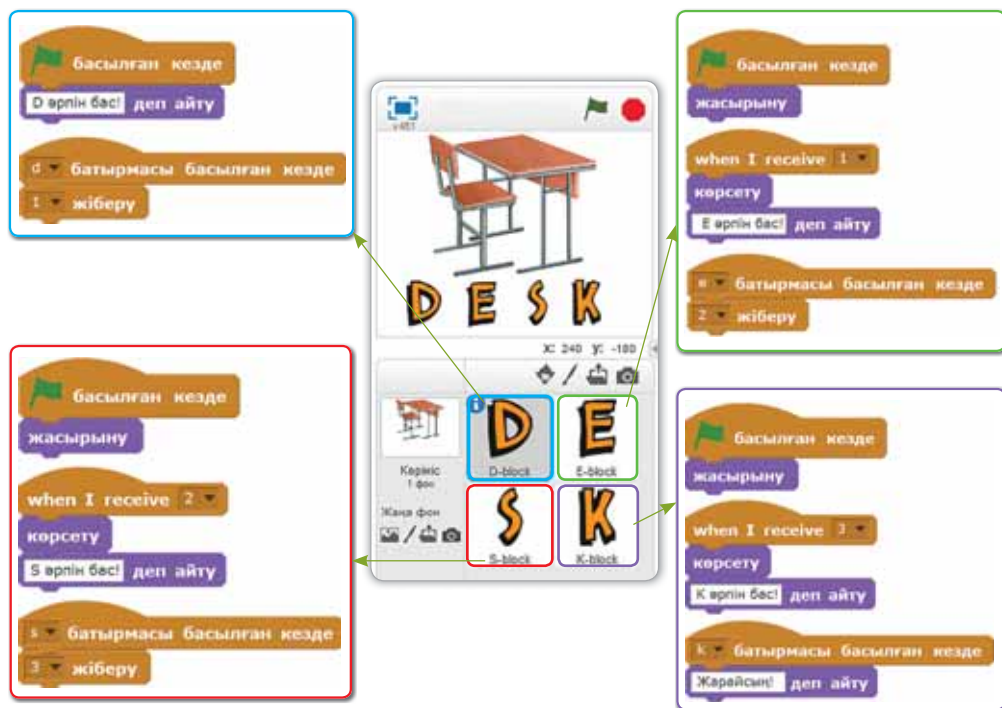 басылған кезде
D әрпін бас! деп айту
d батырмасы басылған кезде
1 жіберу
басылған кезде
жасырыну
when I receive 2
көрсету
S әрпін бас! деп айту
s батырмасы басылған кезде
3 жіберу
v451
D E S K
x: 240 y: -180
Көрініс
1 фон
Жаңа фон
D
D-block
E
E-block
S
S-block
K
K-block
басылған кезде
жасырыну
when I receive 1
көрсету
E әрпін бас! деп айту
e батырмасы басылған кезде
2 жіберу
басылған кезде
жасырыну
when I receive 3
көрсету
K әрпін бас! деп айту
k батырмасы басылған кезде
Жарайсың! деп айту